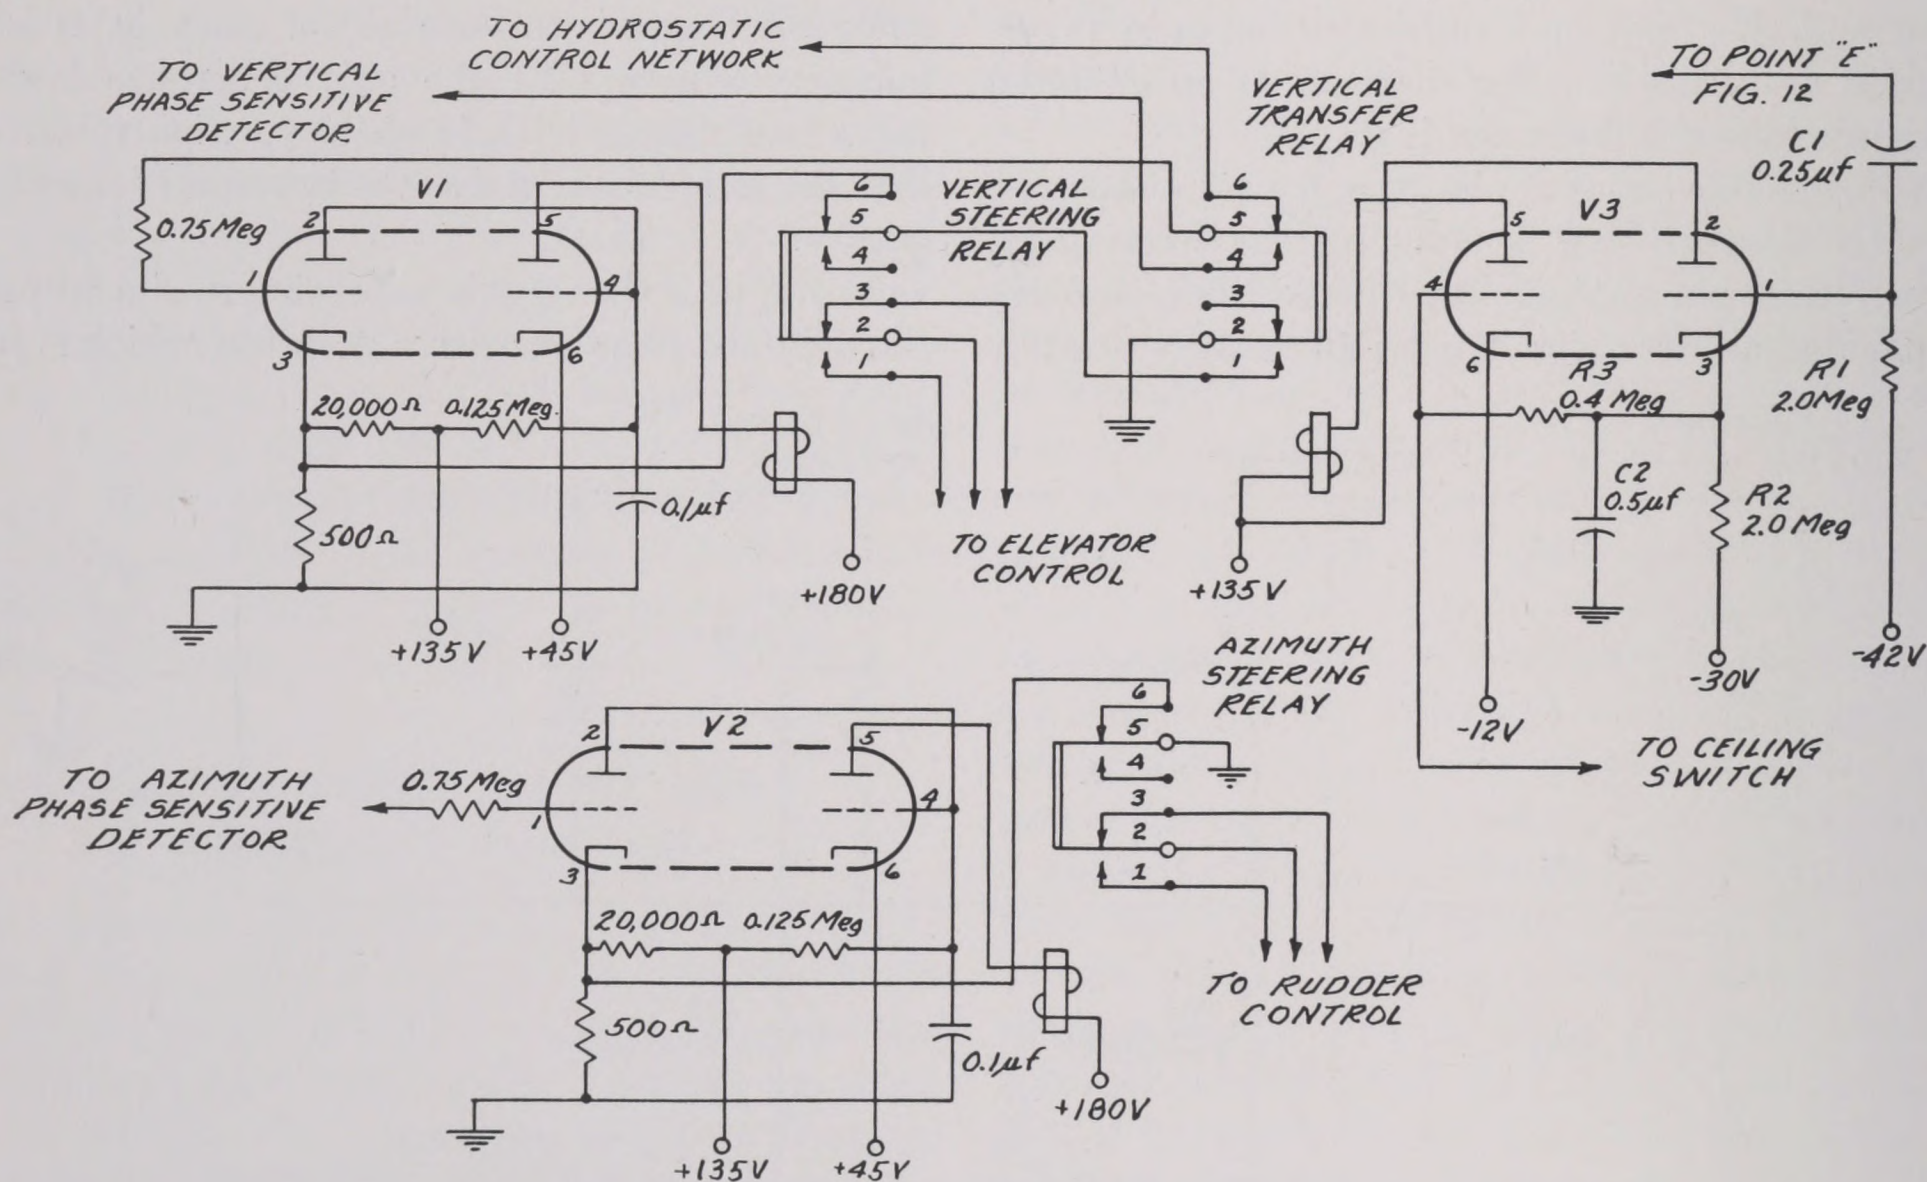 TO HYDROSTATIC
CONTROL NETWORK
TO VERTICAL
PHASE SENSITIVE
DETECTOR
VERTICAL
TRANSFER
RELAY
TO POINT "E"
FIG. 12
C1
0.25µf
V1
2
5
0.75 Meg
1
4
3
6
20,000Ω
0.125 Meg.
500Ω
0.1µf
+135V
+45V
+180V
6
5
4
3
2
1
VERTICAL
STEERING
RELAY
TO ELEVATOR
CONTROL
6
5
4
3
2
1
+135V
V3
5
2
4
1
6
3
R3
0.4 Meg
R1
2.0Meg
C2
0.5µf
R2
2.0 Meg
-42V
-30V
-12V
TO CEILING
SWITCH
AZIMUTH
STEERING
RELAY
6
5
4
3
2
1
TO RUDDER
CONTROL
V2
2
5
TO AZIMUTH
PHASE SENSITIVE
DETECTOR
0.75Meg
1
4
3
6
20,000Ω
0.125 Meg
500Ω
0.1µf
+180V
+135V
+45V